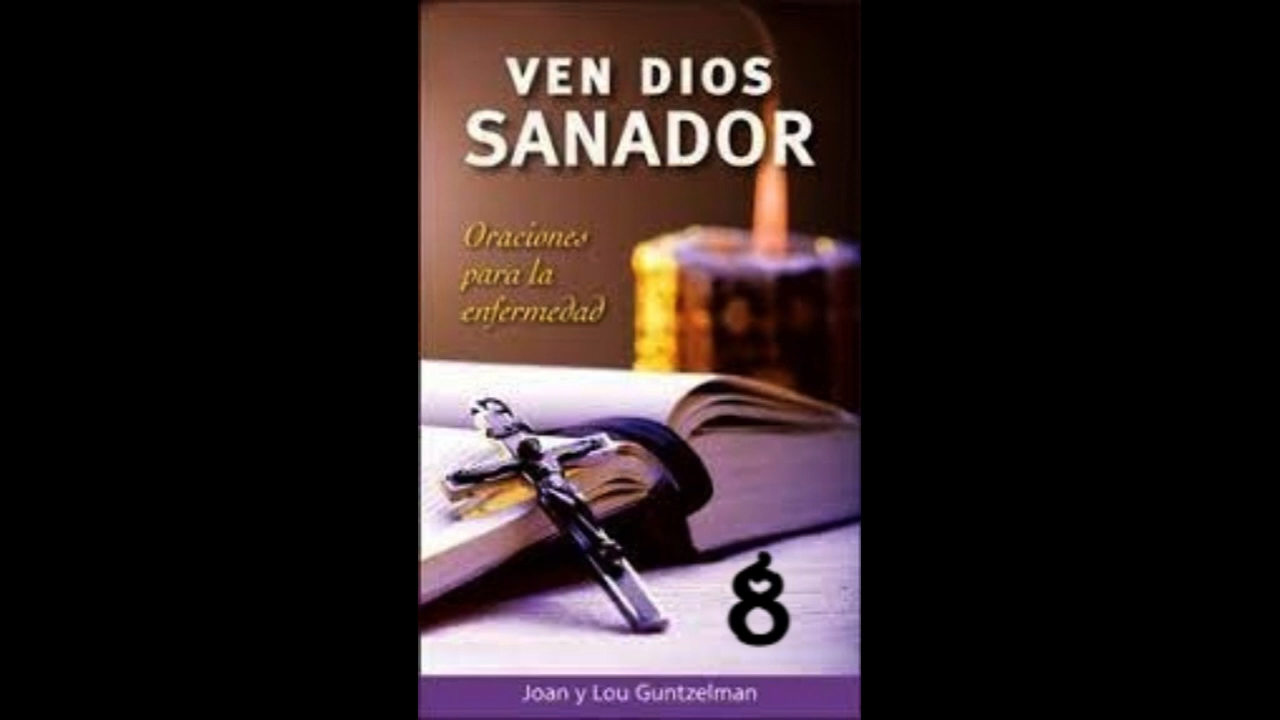 VEN DIOS
SANADOR
Oraciones
para la
enfermedad
8
Joan y Lou Guntzelman